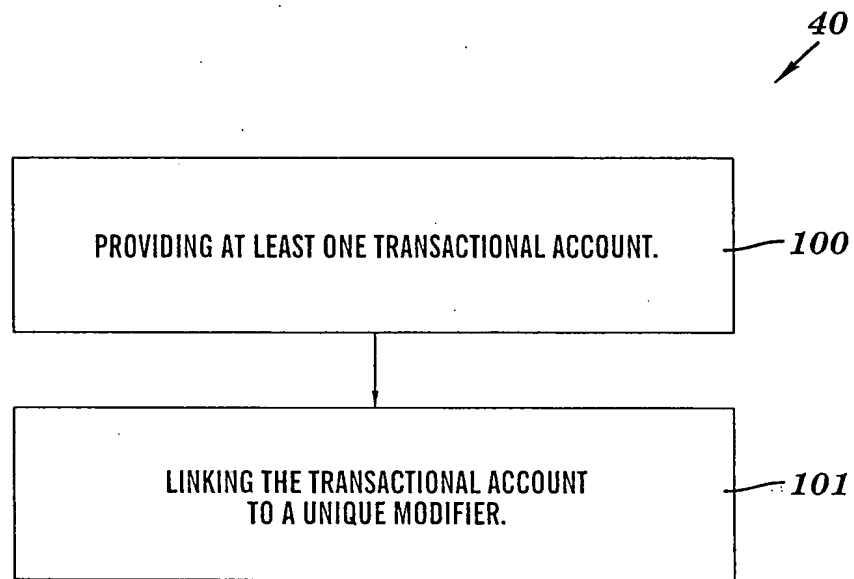 40
PROVIDING AT LEAST ONE TRANSACTIONAL ACCOUNT.
100
LINKING THE TRANSACTIONAL ACCOUNT
TO A UNIQUE MODIFIER.
101